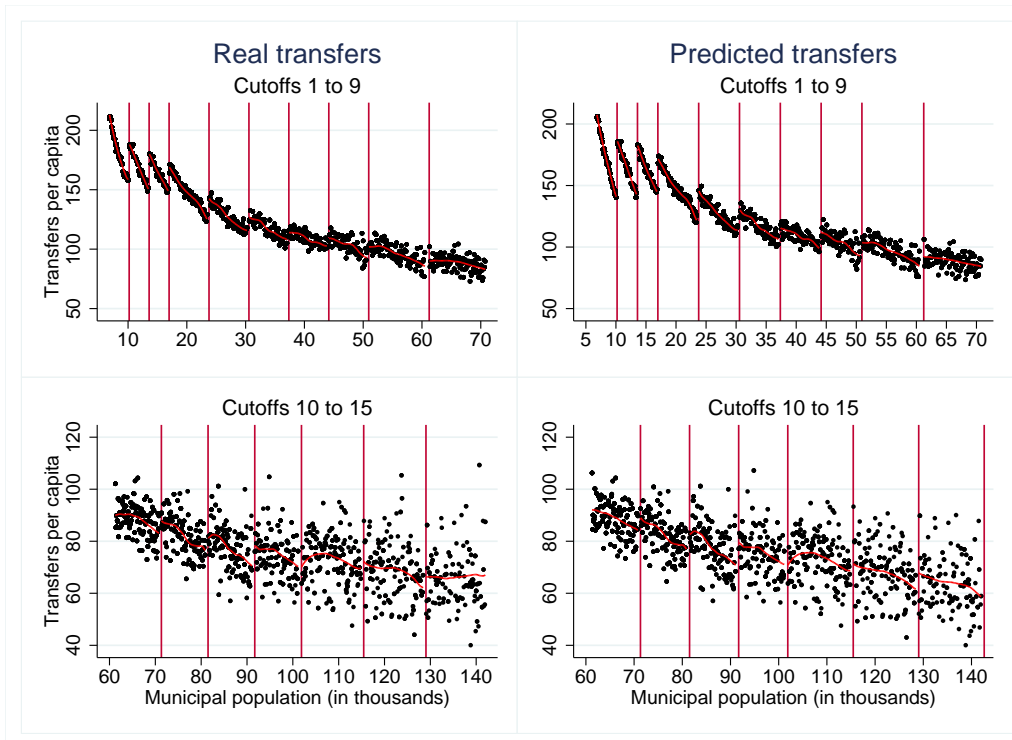 Real transfers
Cutoffs 1 to 9
Transfers per capita
200
150
100
50
10 20 30 40 50 60 70
Predicted transfers
Cutoffs 1 to 9
200
150
100
50
5 10 15 20 25 30 35 40 45 50 55 60 65 70
Cutoffs 10 to 15
Transfers per capita
120
100
80
60
40
60 70 80 90 100 110 120 130 140
Municipal population (in thousands)
Cutoffs 10 to 15
120
100
80
60
40
60 70 80 90 100 110 120 130 140
Municipal population (in thousands)